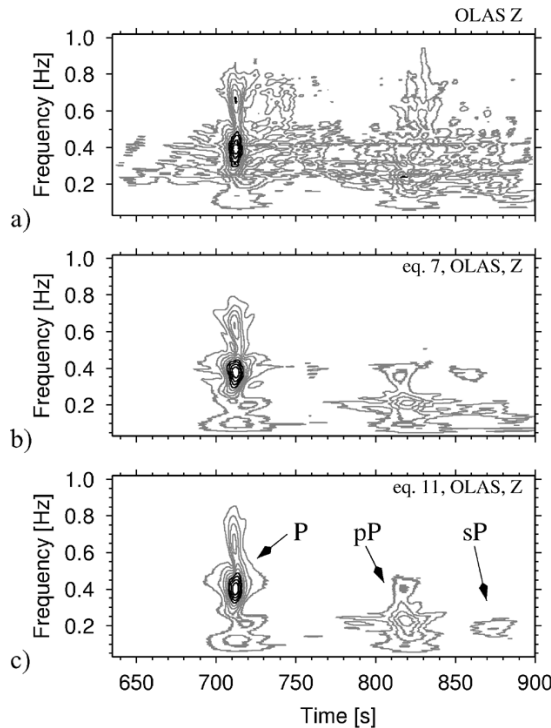 OLAS Z
1.0
0.8
0.6
0.4
0.2
Frequency [Hz]
a)
eq. 7, OLAS, Z
1.0
0.8
0.6
0.4
0.2
Frequency [Hz]
b)
eq. 11, OLAS, Z
1.0
0.8
0.6
0.4
0.2
Frequency [Hz]
P
pP
sP
c)
650 700 750 800 850 900
Time [s]